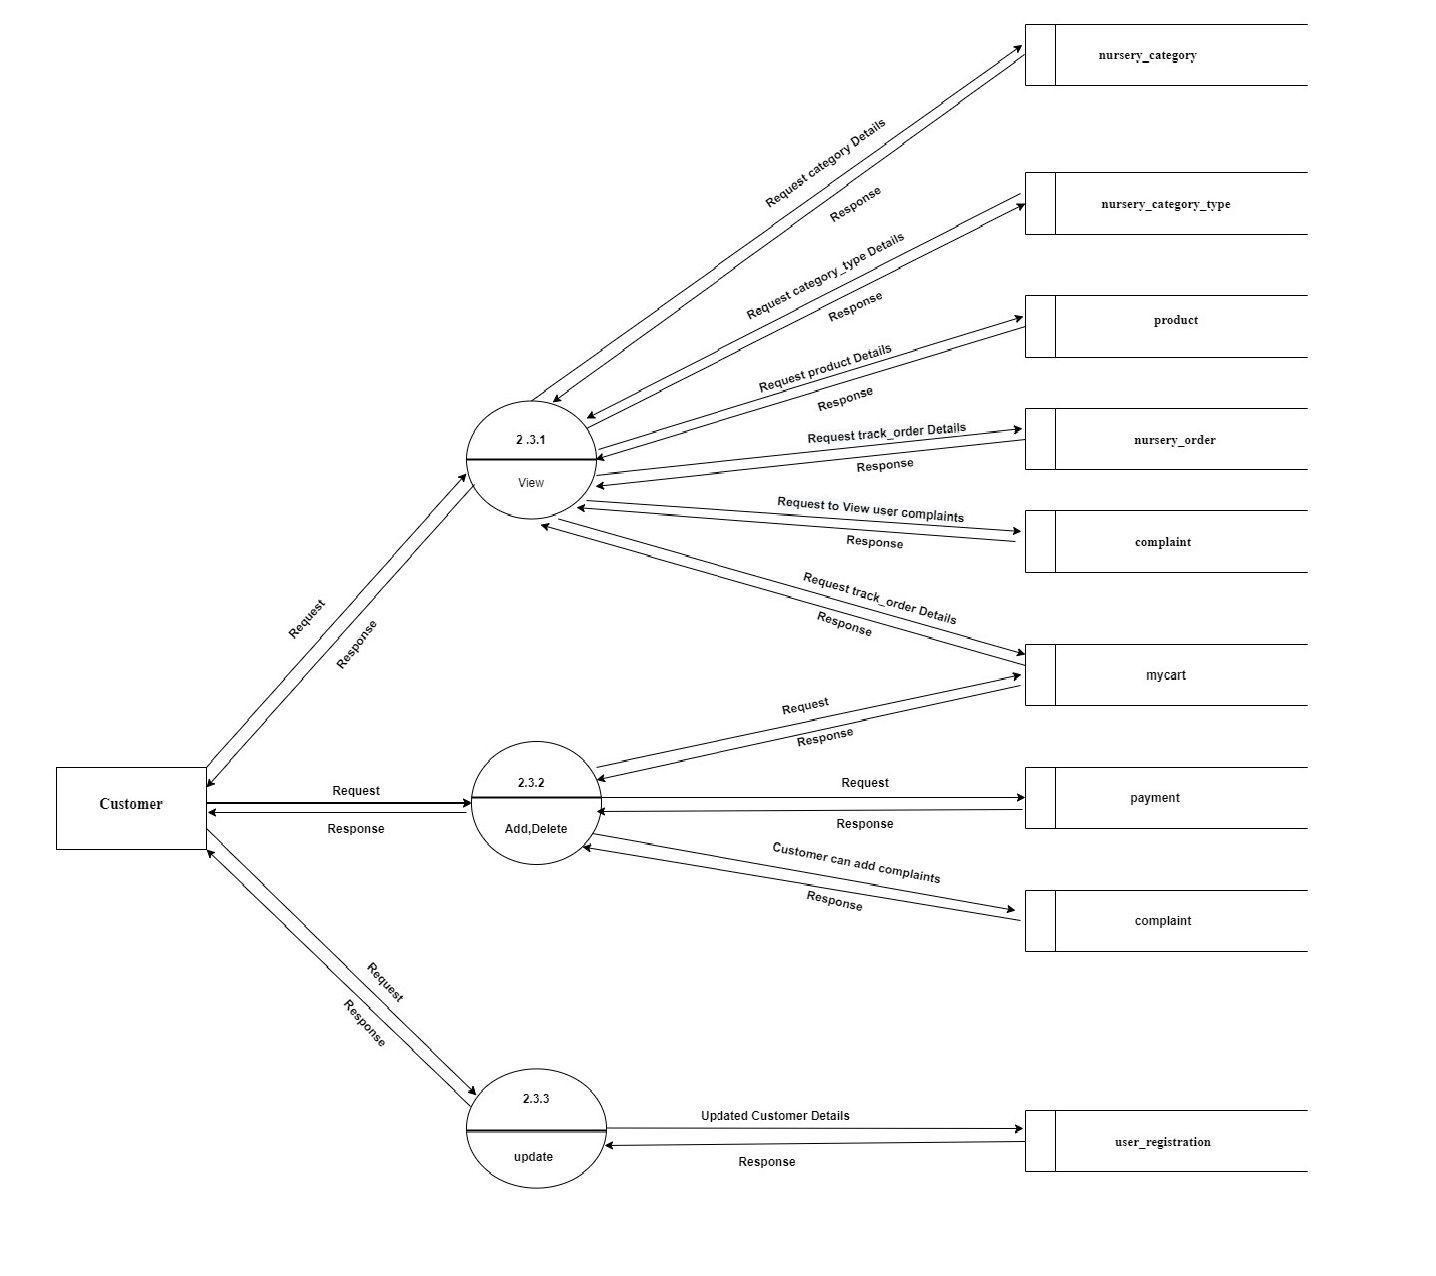 nursery_category
Request category Details
Response
nursery_category_type
Request category_type Details
Response
product
Request product Details
Response
2 .3.1
View
Request track_order Details
nursery_order
Response
Request to View user complaints
Response
complaint
Request track_order Details
Response
Request
Response
mycart
Request
Response
Customer
Request
Response
2.3.2
Add,Delete
Request
payment
Response
Customer can add complaints
Response
complaint
Request
Response
2.3.3
update
Updated Customer Details
Response
user_registration